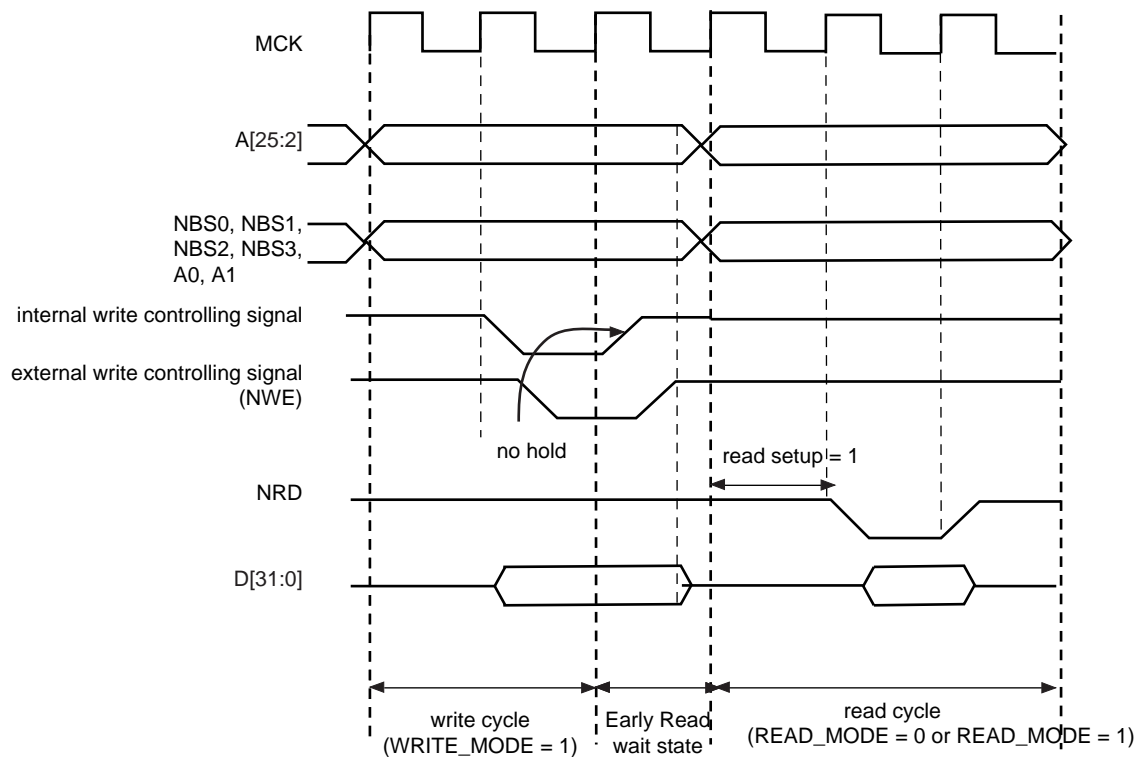 MCK
A[25:2]
NBS0, NBS1,
NBS2, NBS3,
A0, A1
internal write controlling signal
external write controlling signal
(NWE)
no hold
read setup = 1
NRD
D[31:0]
write cycle
(WRITE_MODE = 1)
Early Read
wait state
read cycle
(READ_MODE = 0 or READ_MODE = 1)